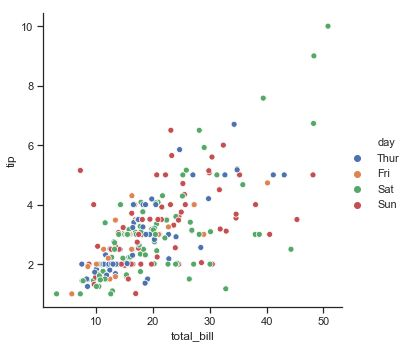 10
8
6
4
2
tip
10
20
30
40
50
total_bill
day
Thur
Fri
Sat
Sun